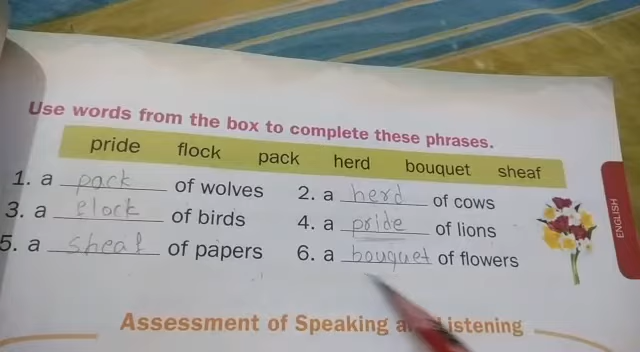 Use words from the box to complete these phrases.
pride flock pack herd bouquet sheaf
1. a pack of wolves 2. a herd of cows
3. a flock of birds 4. a pride of lions
5. a sheaf of papers 6. a bouquet of flowers
ENGLISH
Assessment of Speaking a Listening